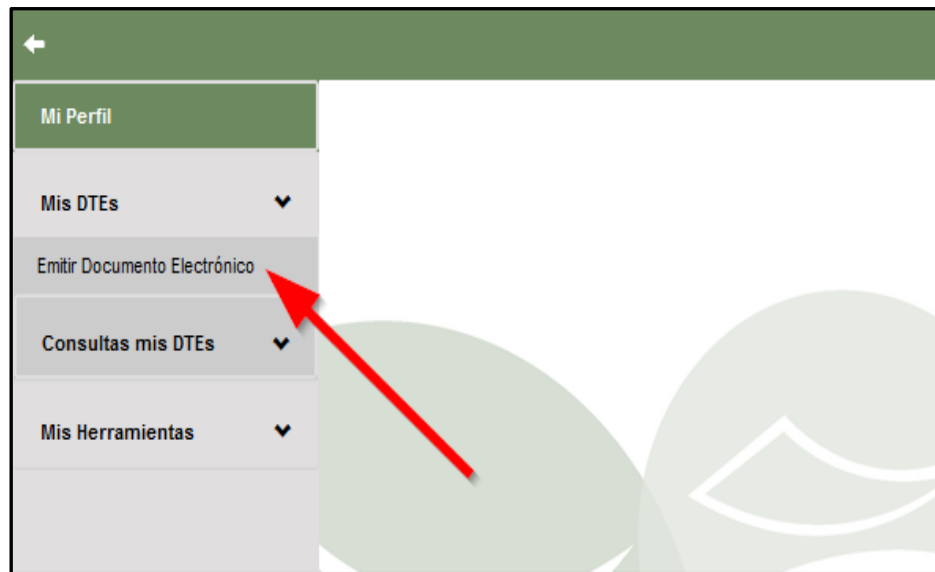 Mi Perfil
Mis DTEs
Emitir Documento Electrónico
Consultas mis DTEs
Mis Herramientas